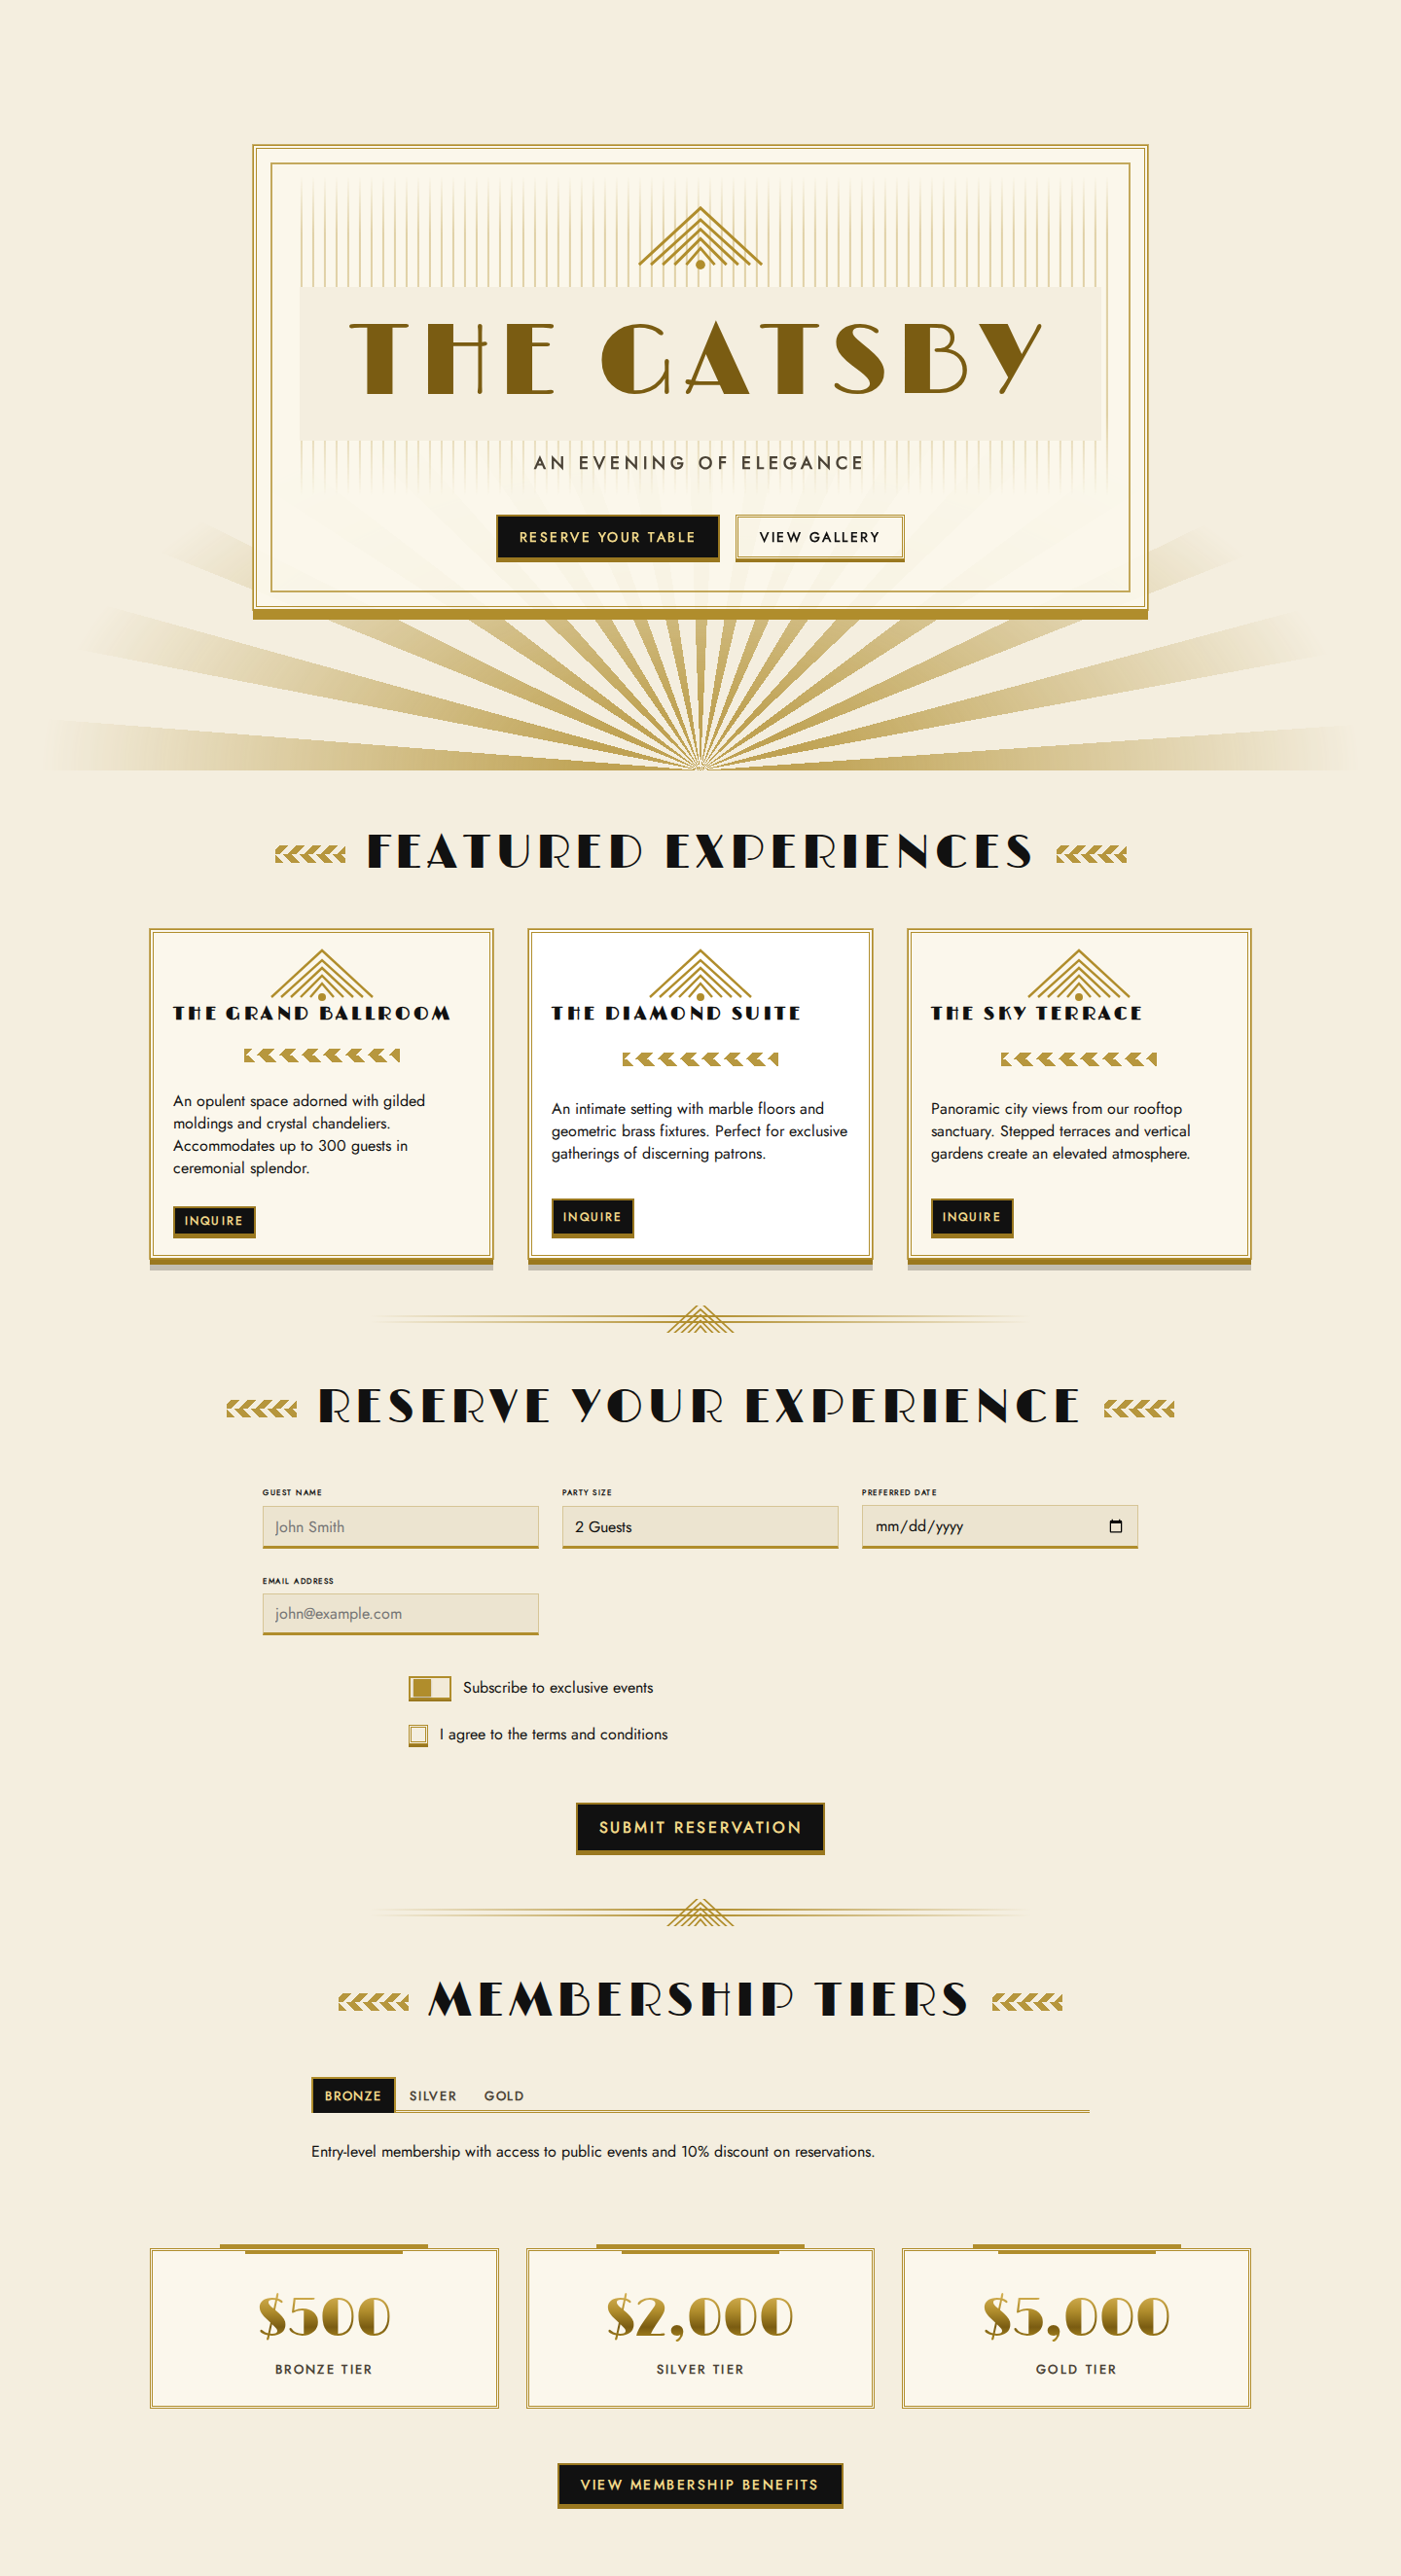 THE GATSBY
AN EVENING OF ELEGANCE
RESERVE YOUR TABLE
VIEW GALLERY
FEATURED EXPERIENCES
THE GRAND BALLROOM
An opulent space adorned with gilded
moldings and crystal chandeliers.
Accommodates up to 300 guests in
ceremonial splendor.
INQUIRE
THE DIAMOND SUITE
An intimate setting with marble floors and
geometric brass fixtures. Perfect for exclusive
gatherings of discerning patrons.
INQUIRE
THE SKY TERRACE
Panoramic city views from our rooftop
sanctuary. Stepped terraces and vertical
gardens create an elevated atmosphere.
INQUIRE
RESERVE YOUR EXPERIENCE
GUEST NAME
John Smith
PARTY SIZE
2 Guests
PREFERRED DATE
mm/dd/yyyy
EMAIL ADDRESS
john@example.com
Subscribe to exclusive events
I agree to the terms and conditions
SUBMIT RESERVATION
MEMBERSHIP TIERS
BRONZE
SILVER
GOLD
Entry-level membership with access to public events and 10% discount on reservations.
$500
BRONZE TIER
$2,000
SILVER TIER
$5,000
GOLD TIER
VIEW MEMBERSHIP BENEFITS